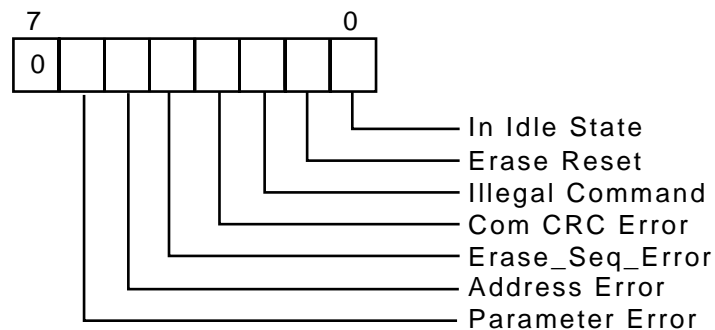 7 0
0
In Idle State
Erase Reset
Illegal Command
Com CRC Error
Erase_Seq_Error
Address Error
Parameter Error